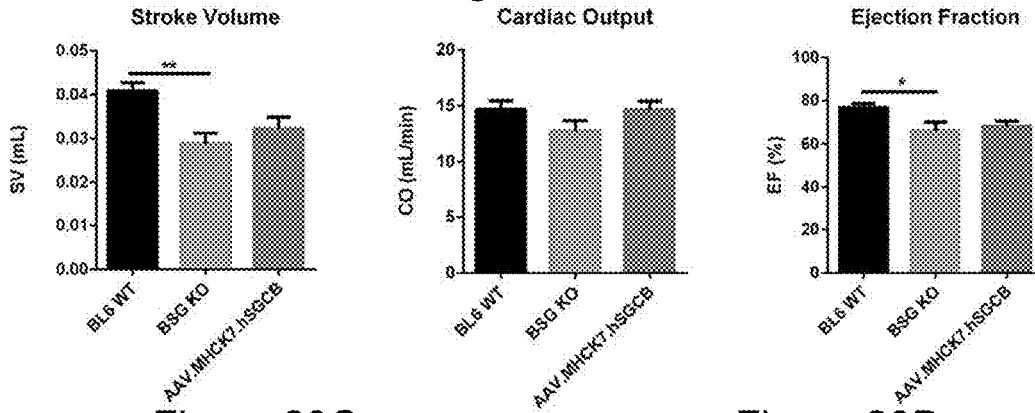 Stroke Volume
SV (mL)
0.05
0.04
0.03
0.02
0.01
0.00
**
BL6 WT
BSG KO
AAV.MHCK7.hSGCB
Cardiac Output
CO (mL/min)
20
15
10
5
0
BL6 WT
BSG KO
AAV.MHCK7.hSGCB
Ejection Fraction
EF (%)
100
80
60
40
20
0
*
BL6 WT
BSG KO
AAV.MHCK7.hSGCB